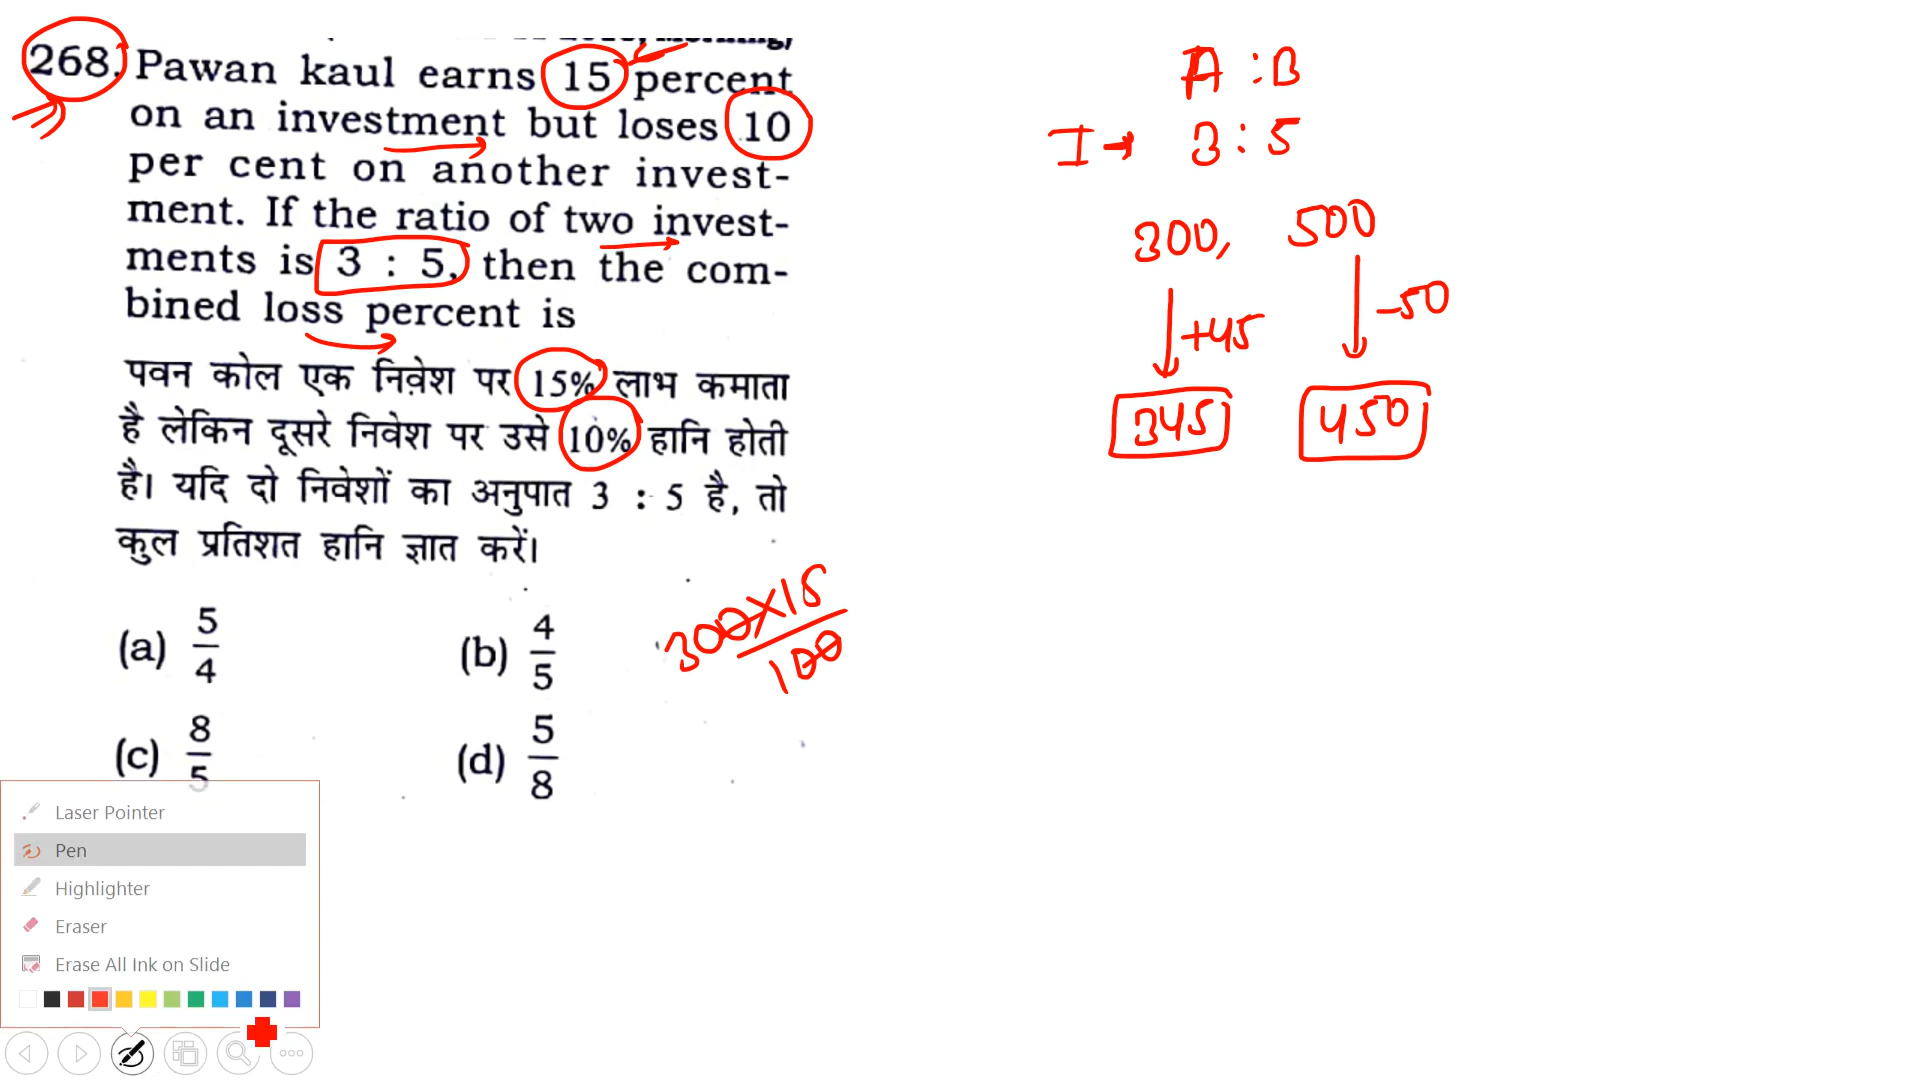 268. Pawan kaul earns 15 percent
on an investment but loses 10
per cent on another invest-
ment. If the ratio of two invest-
ments is 3 : 5, then the com-
bined loss percent is
पवन कोल एक निवेश पर 15% लाभ कमाता
है लेकिन दूसरे निवेश पर उसे 10% हानि होती
है। यदि दो निवेशों का अनुपात 3 : 5 है, तो
कुल प्रतिशत हानि ज्ञात करें।
(a) 5/4 (b) 4/5
(c) 8/5 (d) 5/8
300×15
100
A : B
I → 3 : 5
300, 500
+45 -50
345 450
Laser Pointer
Pen
Highlighter
Eraser
Erase All Ink on Slide